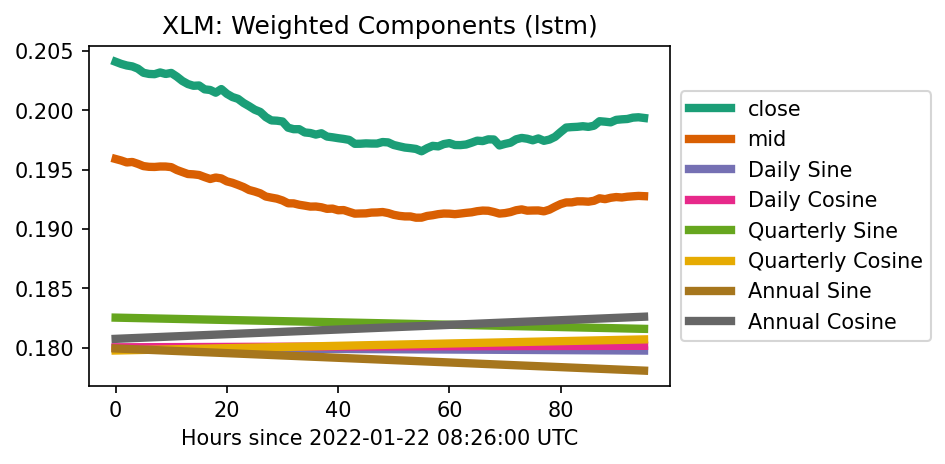 XLM: Weighted Components (lstm)
0.205
0.200
0.195
0.190
0.185
0.180
0
20
40
60
80
Hours since 2022-01-22 08:26:00 UTC
close
mid
Daily Sine
Daily Cosine
Quarterly Sine
Quarterly Cosine
Annual Sine
Annual Cosine